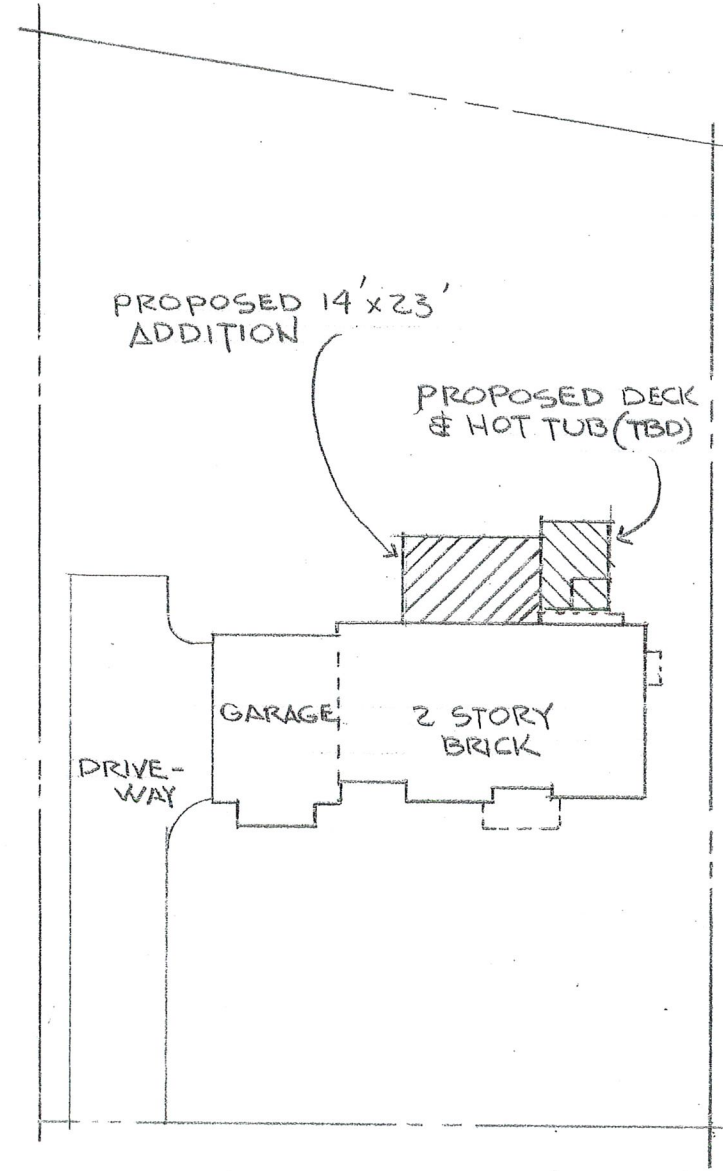 PROPOSED 14'x23'
ADDITION
PROPOSED DECK
& HOT TUB (TBD)
GARAGE
2 STORY
BRICK
DRIVE-
WAY